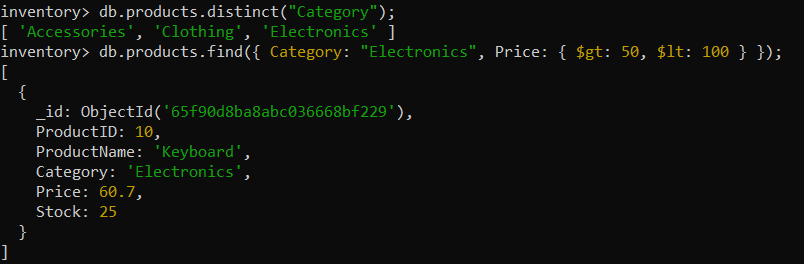 inventory> db.products.distinct("Category");
[ 'Accessories', 'Clothing', 'Electronics' ]
inventory> db.products.find({ Category: "Electronics", Price: { $gt: 50, $lt: 100 } });
[
  {
    _id: ObjectId('65f90d8ba8abc036668bf229'),
    ProductID: 10,
    ProductName: 'Keyboard',
    Category: 'Electronics',
    Price: 60.7,
    Stock: 25
  }
]